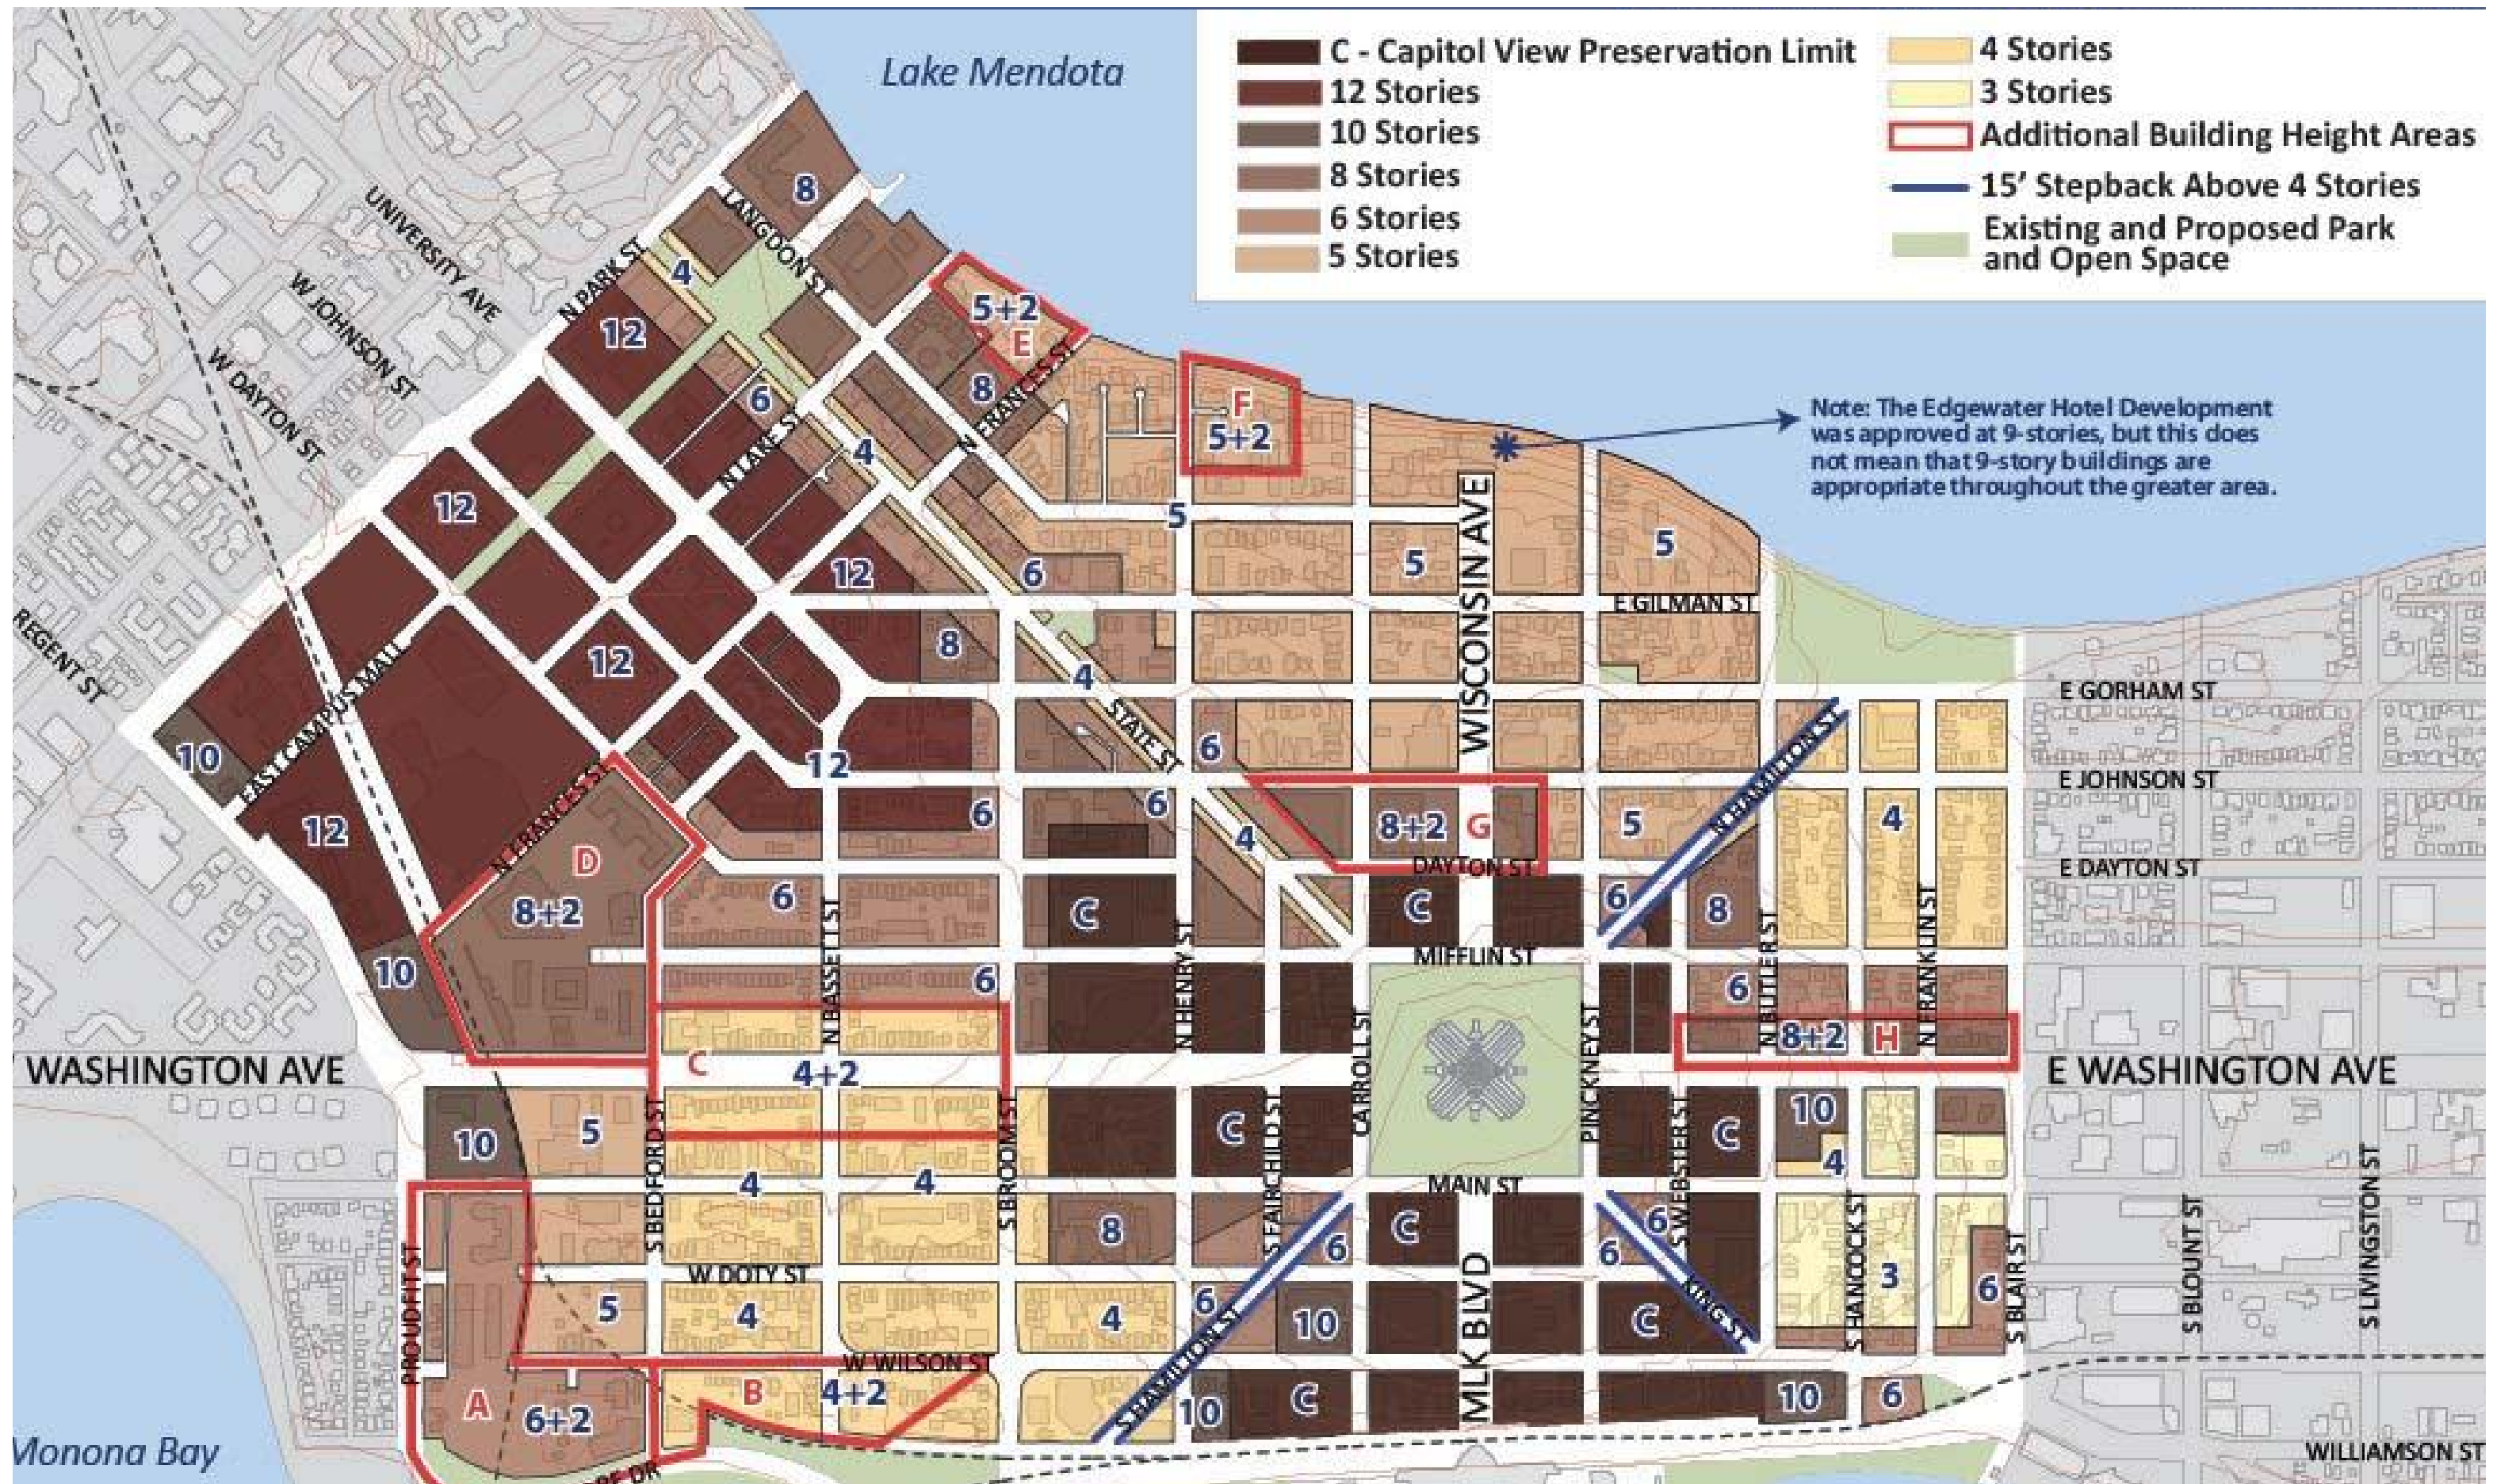 Lake Mendota
C - Capitol View Preservation Limit
12 Stories
10 Stories
8 Stories
6 Stories
5 Stories
4 Stories
3 Stories
Additional Building Height Areas
15' Stepback Above 4 Stories
Existing and Proposed Park
and Open Space
Note: The Edgewater Hotel Development
was approved at 9-stories, but this does
not mean that 9-story buildings are
appropriate throughout the greater area.
UNIVERSITY AVE
W JOHNSON ST
W DAYTON ST
REGENT ST
N PARK ST
LANGDON ST
8
4
12
5+2
E
8
N FRANCES ST
6
N LAKE ST
4
F
5+2
12
5
5
5
WISCONSIN AVE
12
6
E GILMAN ST
12
8
4
STATE ST
E GORHAM ST
EAST CAMPUS MALL
10
12
6
N HAMILTON ST
E JOHNSON ST
12
N FRANCES ST
D
8+2
6
6
4
8+2
G
5
4
DAYTON ST
E DAYTON ST
6
N BASSETT ST
C
C
6
8
N BUTLER ST
N FRANKLIN ST
10
6
N HENRY ST
MIFFLIN ST
CARROLL ST
PINCKNEY ST
6
8+2
H
WASHINGTON AVE
C
4+2
E WASHINGTON AVE
10
5
S BEDFORD ST
S BROOM ST
C
S FAIRCHILD ST
S WEBSTER ST
C
10
4
4
4
MAIN ST
8
6
C
6
6
S HANCOCK ST
3
6
S BLAIR ST
S BLOUNT ST
S LIVINGSTON ST
PROUDFIT ST
W DOTY ST
5
4
4
6
S HAMILTON ST
10
MLK BLVD
C
KING ST
W WILSON ST
A
6+2
B
4+2
10
C
10
6
WILLIAMSON ST
Monona Bay
DR